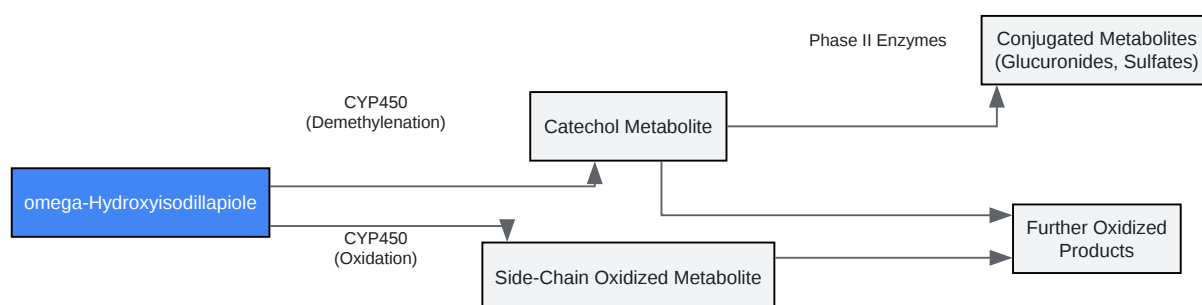 Phase II Enzymes
Conjugated Metabolites
(Glucuronides, Sulfates)
CYP450
(Demethylenation)
Catechol Metabolite
omega-Hydroxyisodillapiole
CYP450
(Oxidation)
Further Oxidized
Products
Side-Chain Oxidized Metabolite